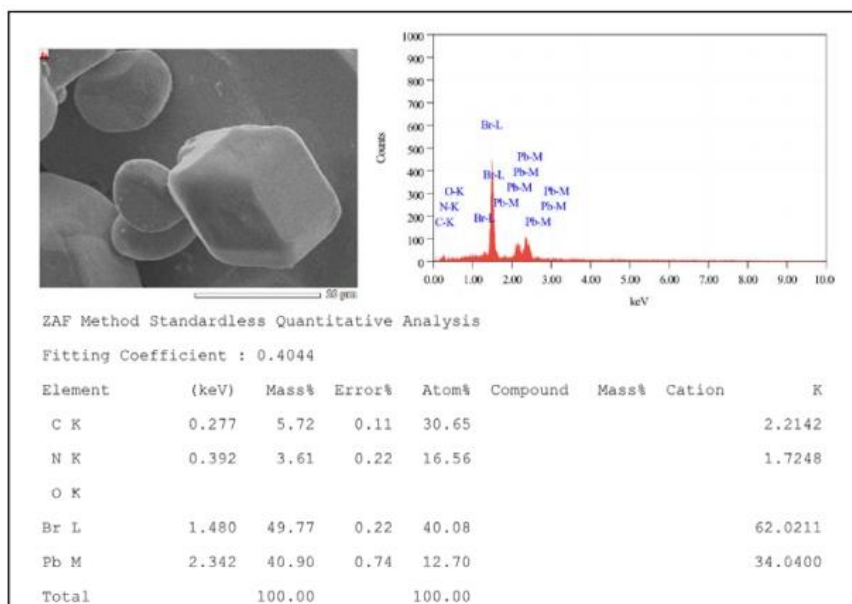 1000
900
800
700
600
500
400
300
200
100
0
Counts
Br-L
Pb-M
Pb-M
Br-L
O-K
Pb-M
Pb-M
N-K
Pb-M
Pb-M
C-K
Br-L
Pb-M
0.00 1.00 2.00 3.00 4.00 5.00 6.00 7.00 8.00 9.00 10.0
keV
ZAF Method Standardless Quantitative Analysis
Fitting Coefficient : 0.4044
Element (keV) Mass% Error% Atom% Compound Mass% Cation K
C K 0.277 5.72 0.11 30.65 2.2142
N K 0.392 3.61 0.22 16.56 1.7248
O K
Br L 1.480 49.77 0.22 40.08 62.0211
Pb M 2.342 40.90 0.74 12.70 34.0400
Total 100.00 100.00